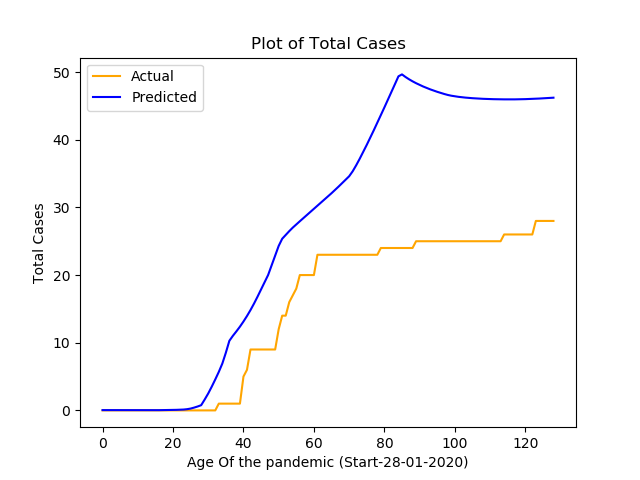 Plot of Total Cases
Actual
Predicted
50
40
30
20
10
0
Total Cases
0 20 40 60 80 100 120
Age Of the pandemic (Start-28-01-2020)